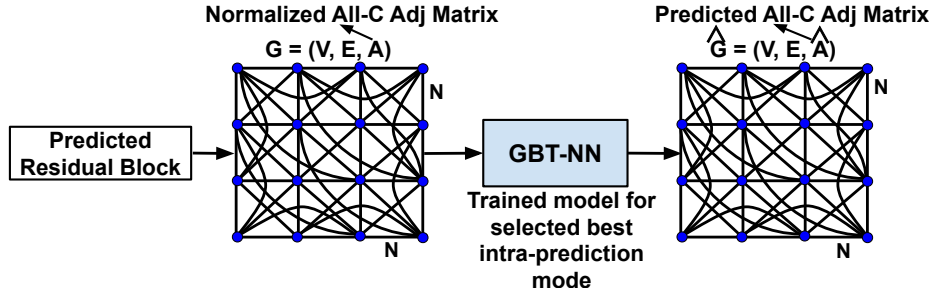 Normalized All-C Adj Matrix
G = (V, E, A)
N
N
Predicted
Residual Block
GBT-NN
Trained model for
selected best
intra-prediction
mode
Predicted All-C Adj Matrix
Ĝ = (V, E, Â)
N
N